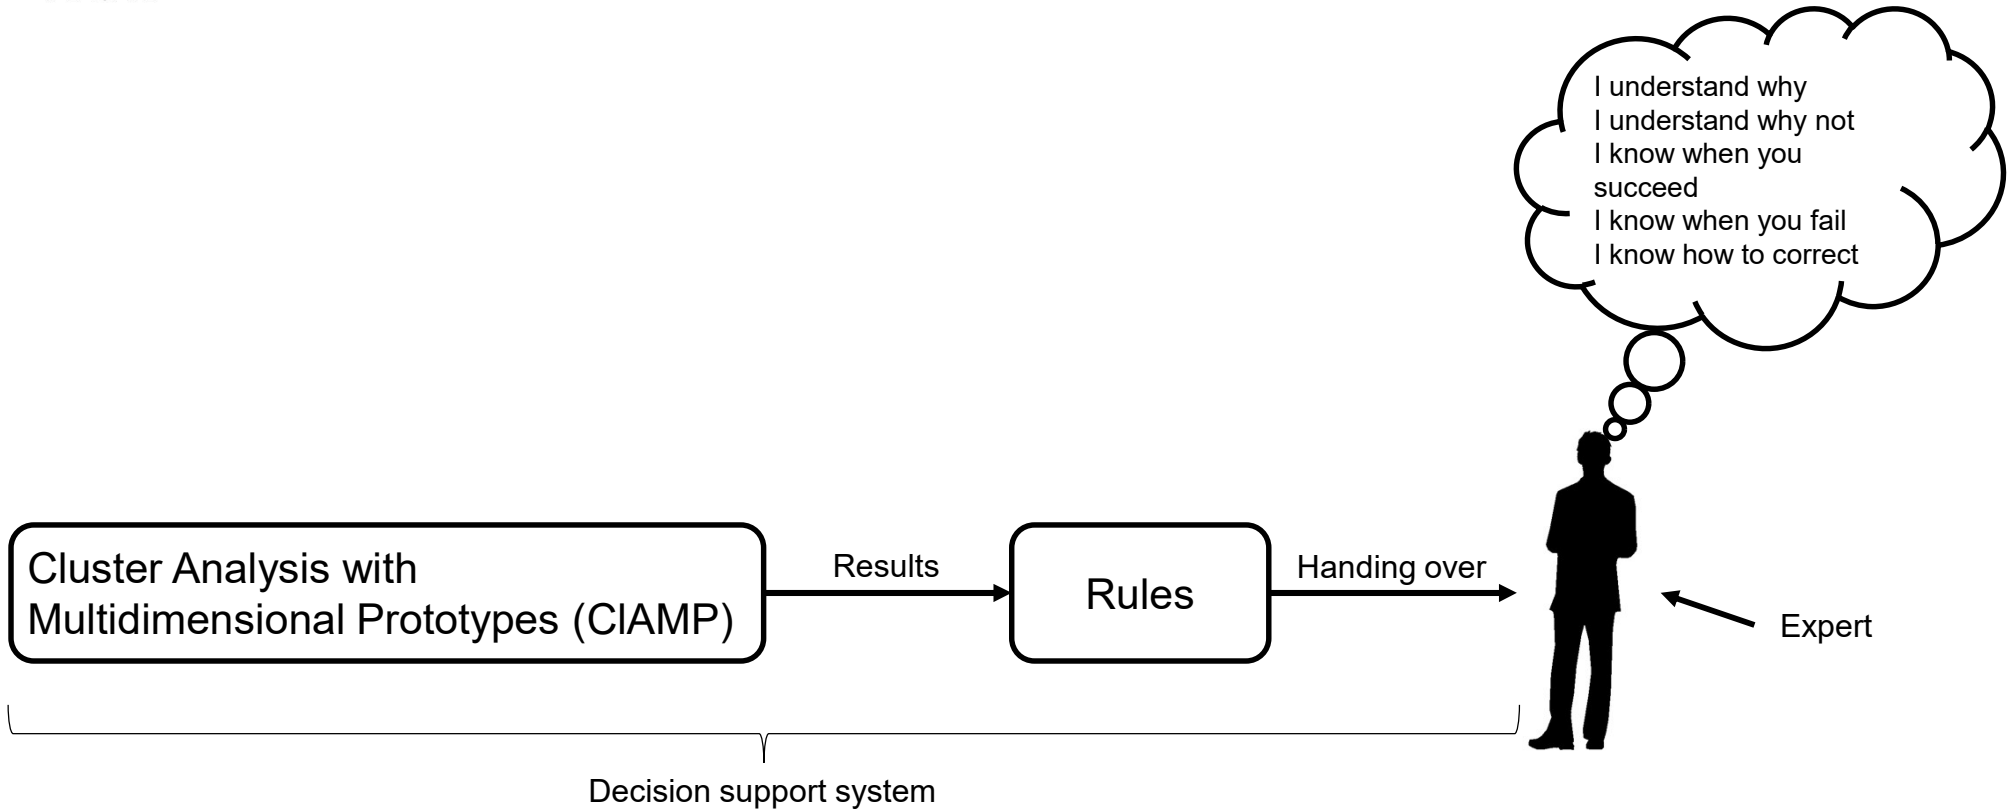 I understand why
I understand why not
I know when you
succeed
I know when you fail
I know how to correct
Cluster Analysis with
Multidimensional Prototypes (ClAMP)
Results
Rules
Handing over
Expert
Decision support system